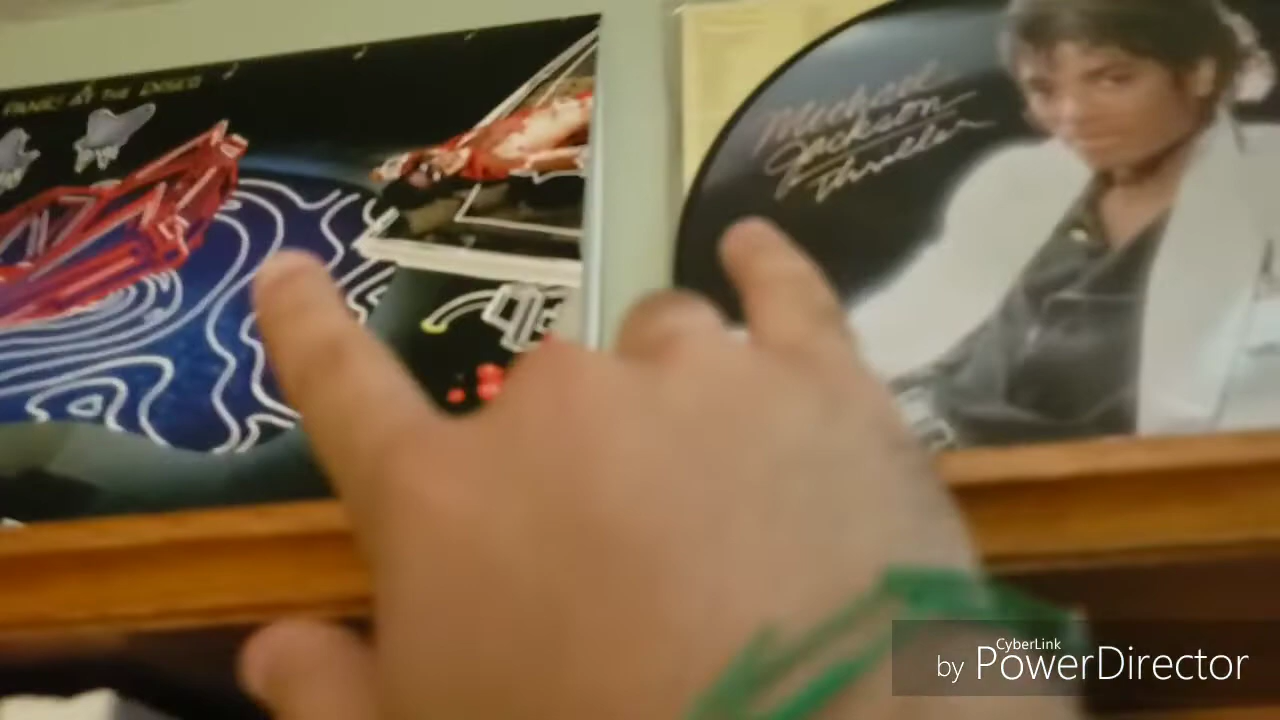 PANIC! AT THE DISCO
Michael
Jackson
Thriller
CyberLink
by PowerDirector